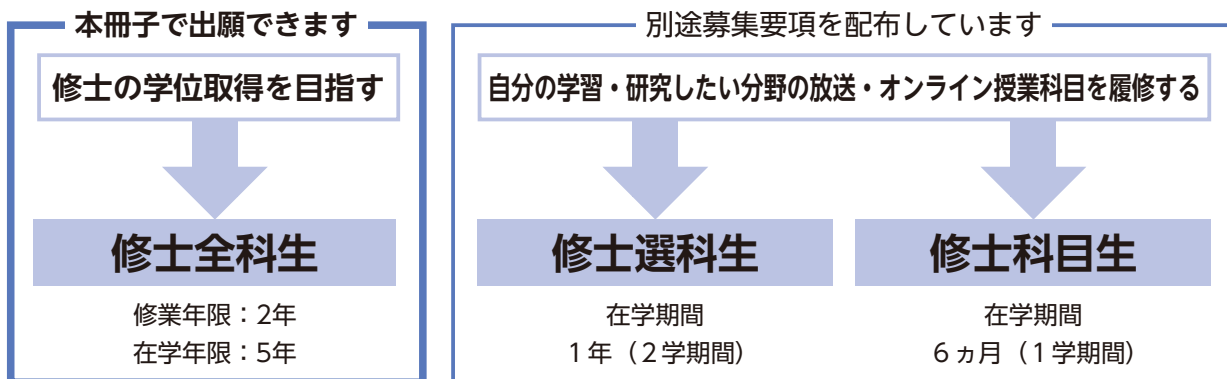 本冊子で出願できます
修士の学位取得を目指す
修士全科生
修業年限：2年
在学年限：5年
別途募集要項を配布しています
自分の学習・研究したい分野の放送・オンライン授業科目を履修する
修士選科生
在学期間
１年（２学期間）
修士科目生
在学期間
６ヵ月（１学期間）